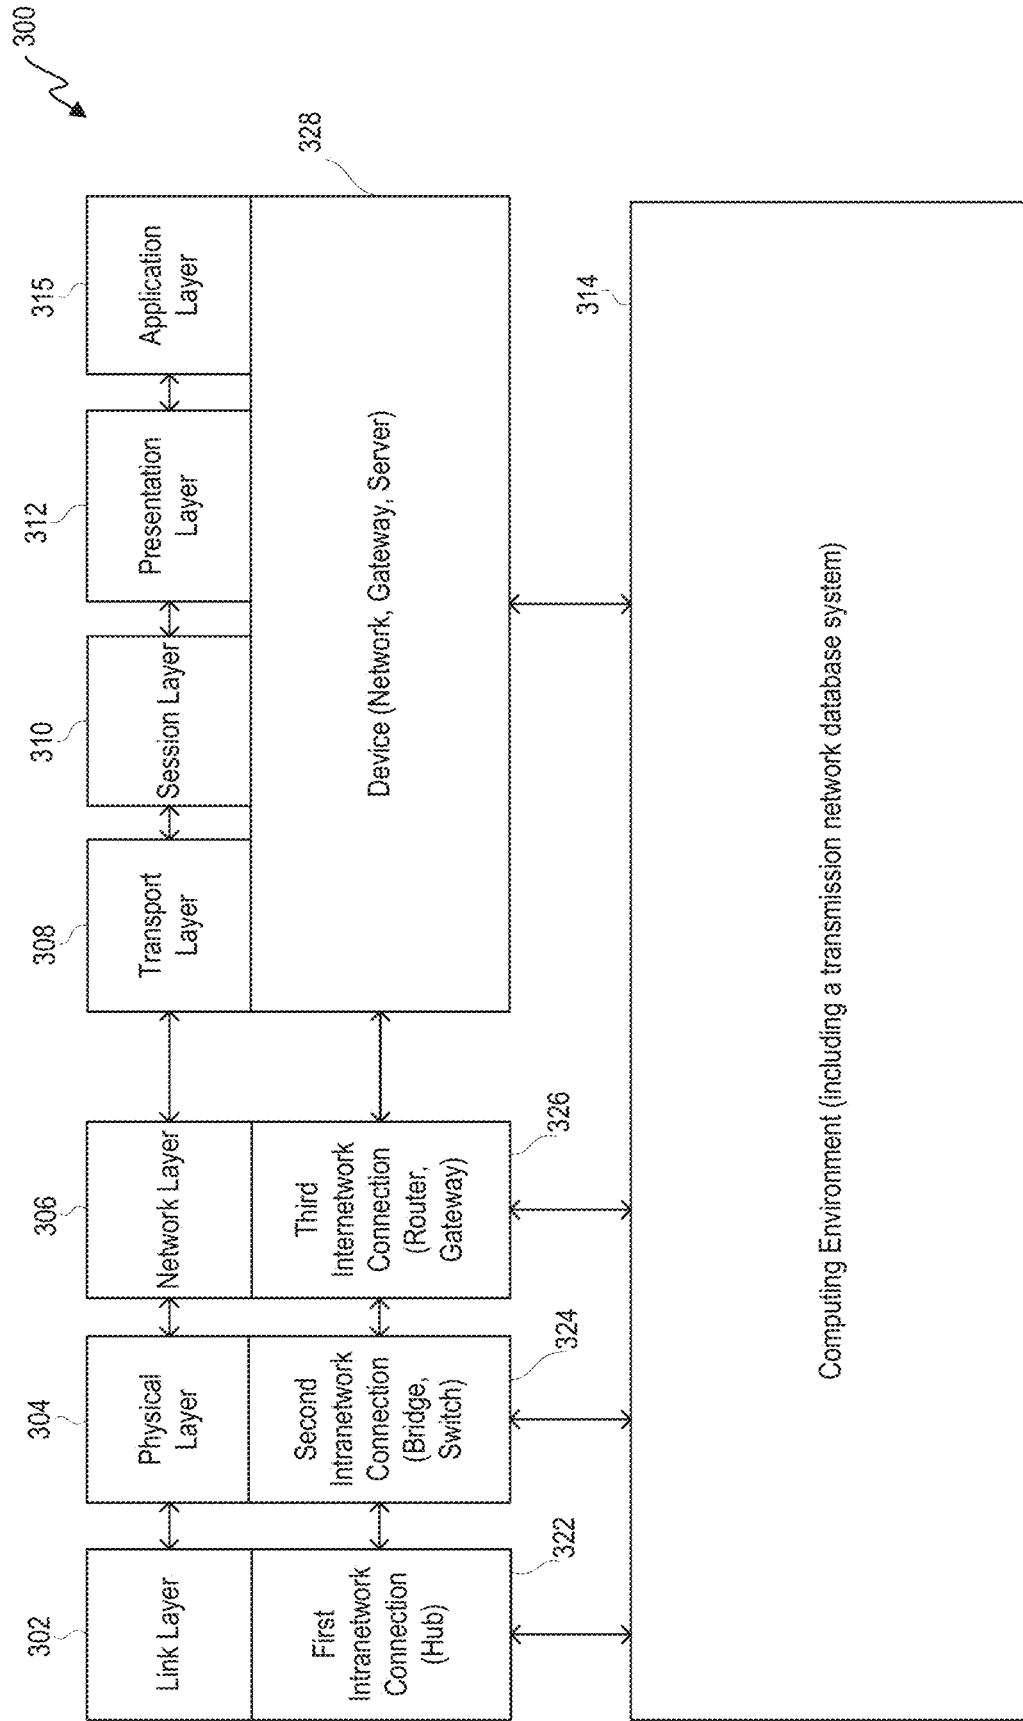 300
302
Link Layer
304
Physical
Layer
306
Network Layer
308
Transport
Layer
310
Session Layer
312
Presentation
Layer
315
Application
Layer
First
Intranetwork
Connection
(Hub)
322
Second
Intranetwork
Connection
(Bridge,
Switch)
324
Third
Internetwork
Connection
(Router,
Gateway)
326
Device (Network, Gateway, Server)
328
314
Computing Environment (including a transmission network database system)